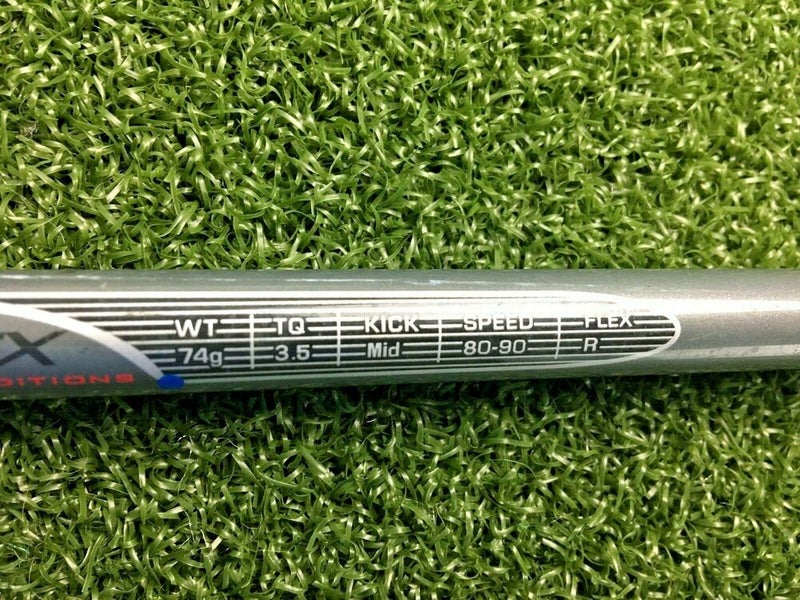 WT TQ KICK SPEED FLEX
74g 3.5 Mid 80-90 R